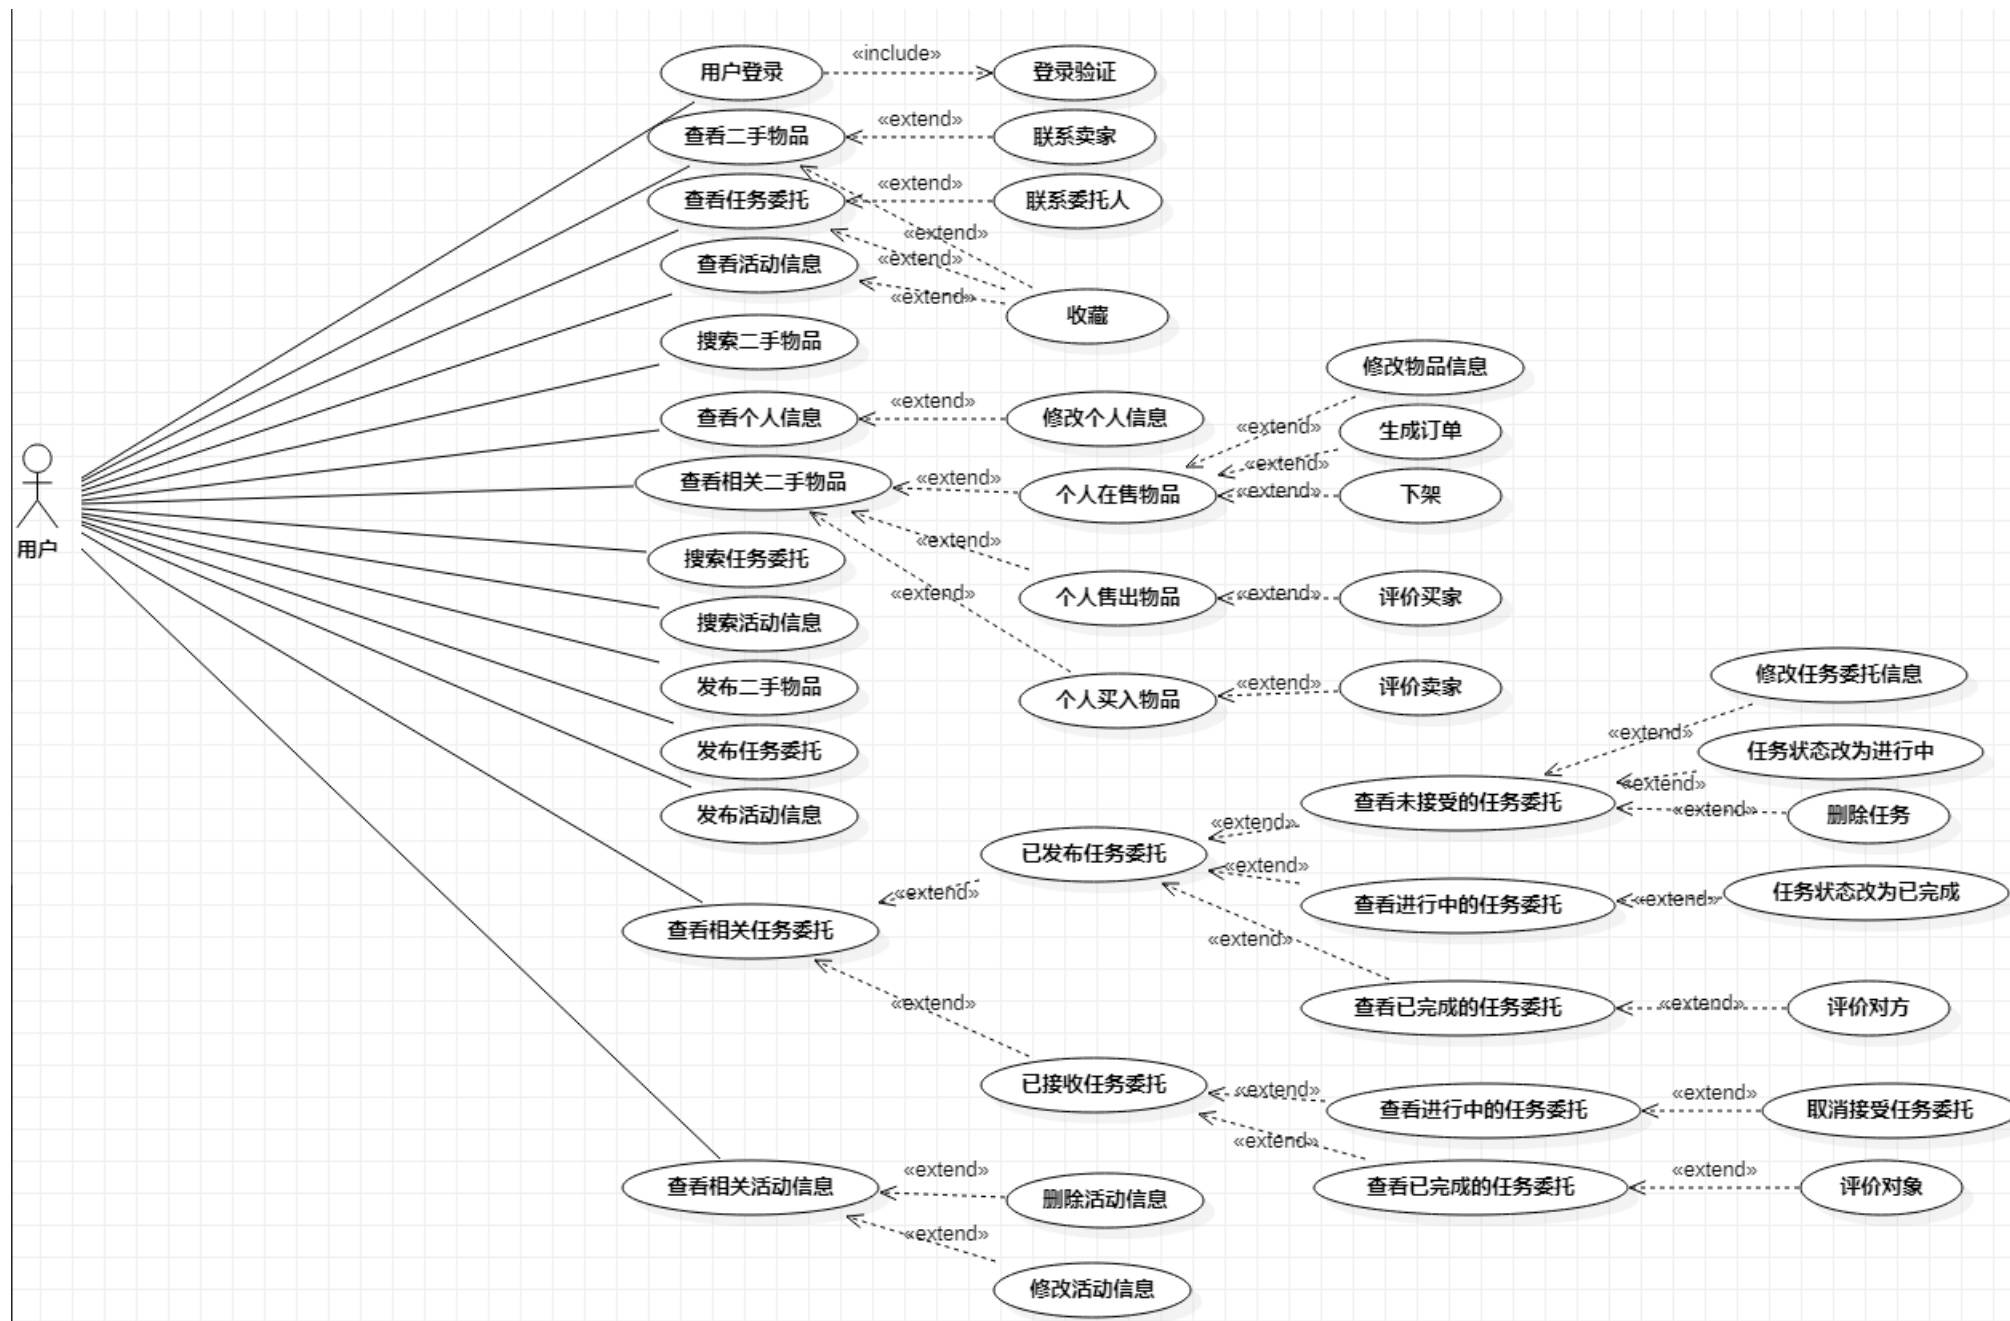 «include»
用户登录
登录验证
«extend»
查看二手物品
联系卖家
«extend»
查看任务委托
联系委托人
«extend»
«extend»
查看活动信息
«extend»
收藏
搜索二手物品
修改物品信息
«extend»
查看个人信息
修改个人信息
«extend»
生成订单
«extend»
查看相关二手物品
«extend»
个人在售物品
«extend»
下架
用户
«extend»
搜索任务委托
«extend»
个人售出物品
«extend»
评价买家
搜索活动信息
发布二手物品
个人买入物品
«extend»
评价卖家
修改任务委托信息
«extend»
发布任务委托
任务状态改为进行中
«extend»
查看未接受的任务委托
«extend»
删除任务
发布活动信息
«extend»
已发布任务委托
«extend»
«extend»
查看进行中的任务委托
«extend»
任务状态改为已完成
查看相关任务委托
«extend»
«extend»
查看已完成的任务委托
«extend»
评价对方
已接收任务委托
«extend»
查看进行中的任务委托
«extend»
取消接受任务委托
«extend»
查看相关活动信息
«extend»
删除活动信息
查看已完成的任务委托
«extend»
评价对象
«extend»
修改活动信息